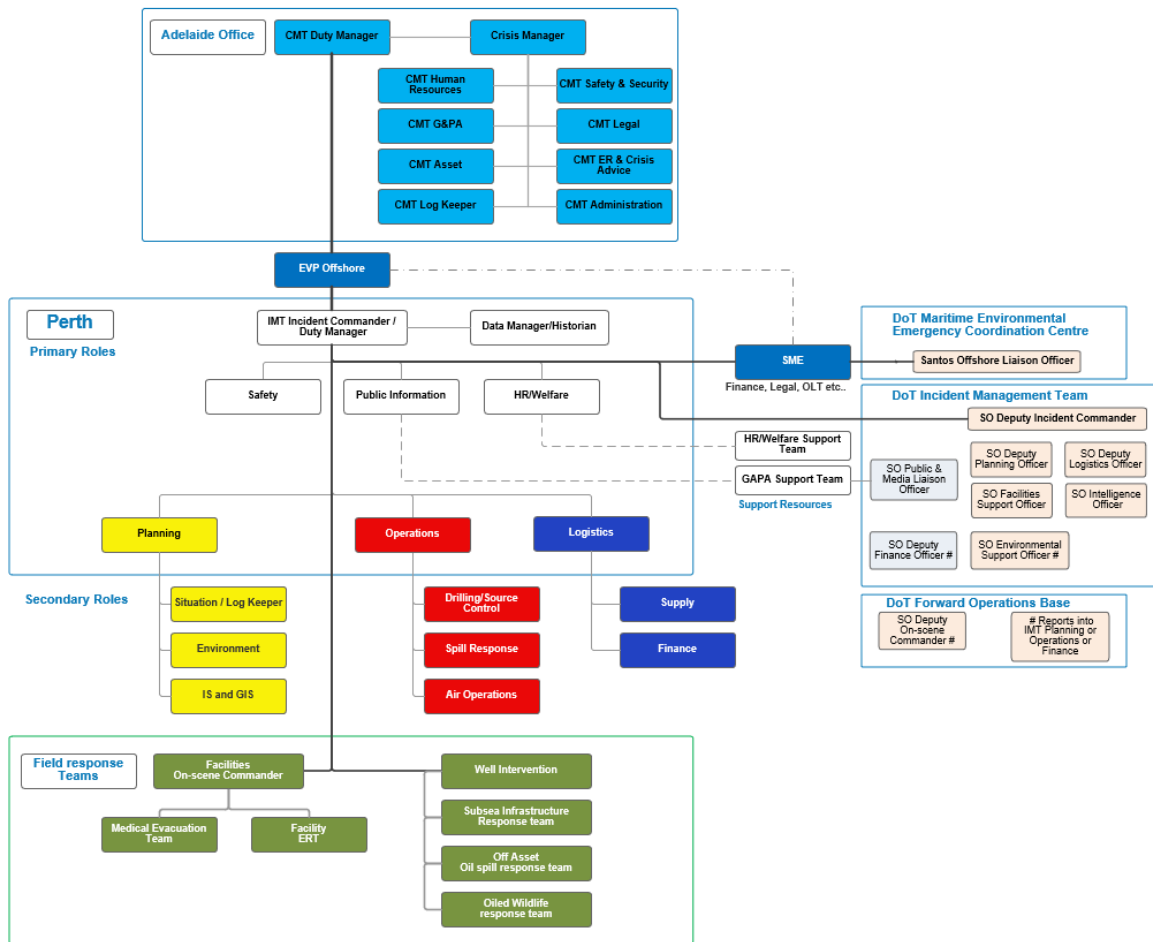 Adelaide Office
CMT Duty Manager
Crisis Manager
CMT Human
Resources
CMT Safety & Security
CMT G&PA
CMT Legal
CMT Asset
CMT ER & Crisis
Advice
CMT Log Keeper
CMT Administration
EVP Offshore
Perth
Primary Roles
IMT Incident Commander /
Duty Manager
Data Manager/Historian
SME
Finance, Legal, OLT etc..
DoT Maritime Environmental
Emergency Coordination Centre
Santos Offshore Liaison Officer
Safety
Public Information
HR/Welfare
HR/Welfare Support
Team
GAPA Support Team
Support Resources
DoT Incident Management Team
SO Deputy Incident Commander
SO Public &
Media Liaison
Officer
SO Deputy
Planning Officer
SO Deputy
Logistics Officer
SO Facilities
Support Officer
SO Intelligence
Officer
SO Deputy
Finance Officer #
SO Environmental
Support Officer #
Planning
Operations
Logistics
Secondary Roles
Situation / Log Keeper
Environment
IS and GIS
Drilling/Source
Control
Spill Response
Air Operations
Supply
Finance
DoT Forward Operations Base
SO Deputy
On-scene
Commander #
# Reports into
IMT Planning or
Operations or
Finance
Field response
Teams
Facilities
On-scene Commander
Medical Evacuation
Team
Facility
ERT
Well Intervention
Subsea Infrastructure
Response team
Off Asset
Oil spill response team
Oiled Wildlife
response team